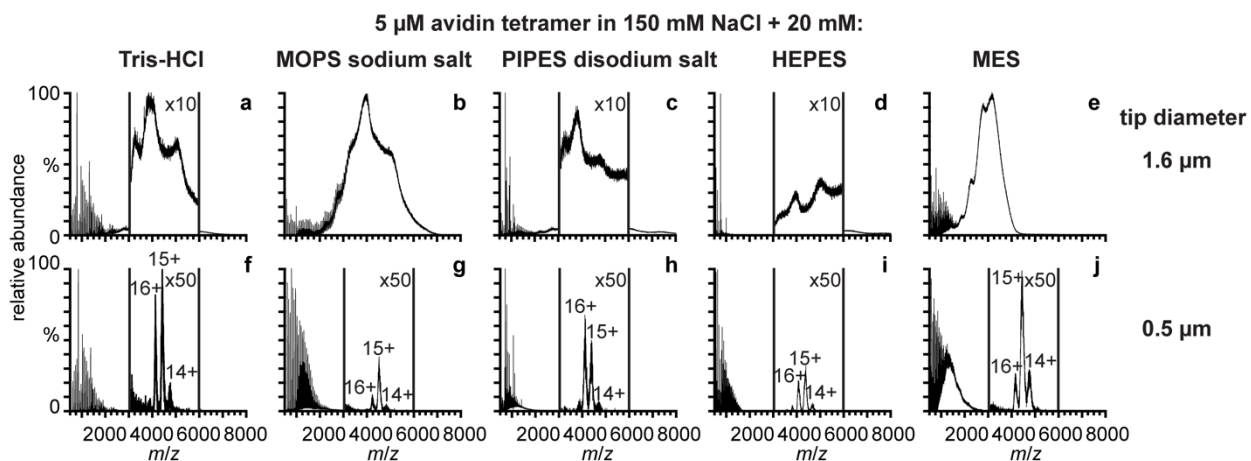 5 µM avidin tetramer in 150 mM NaCl + 20 mM:
Tris-HCl MOPS sodium salt PIPES disodium salt HEPES MES
100 a x10 b c x10 d x10 e
tip diameter
% 1.6 µm
0
relative abundance
100 f 15+ x50 g x50 h x50 i x50 j 15+ x50
16+ 16+ 15+
15+ 15+
0.5 µm
% 14+ 16+ 14+ 14+ 16+ 14+ 16+ 14+
0
2000 4000 6000 8000 2000 4000 6000 8000 2000 4000 6000 8000 2000 4000 6000 8000 2000 4000 6000 8000
m/z m/z m/z m/z m/z
relative abundance